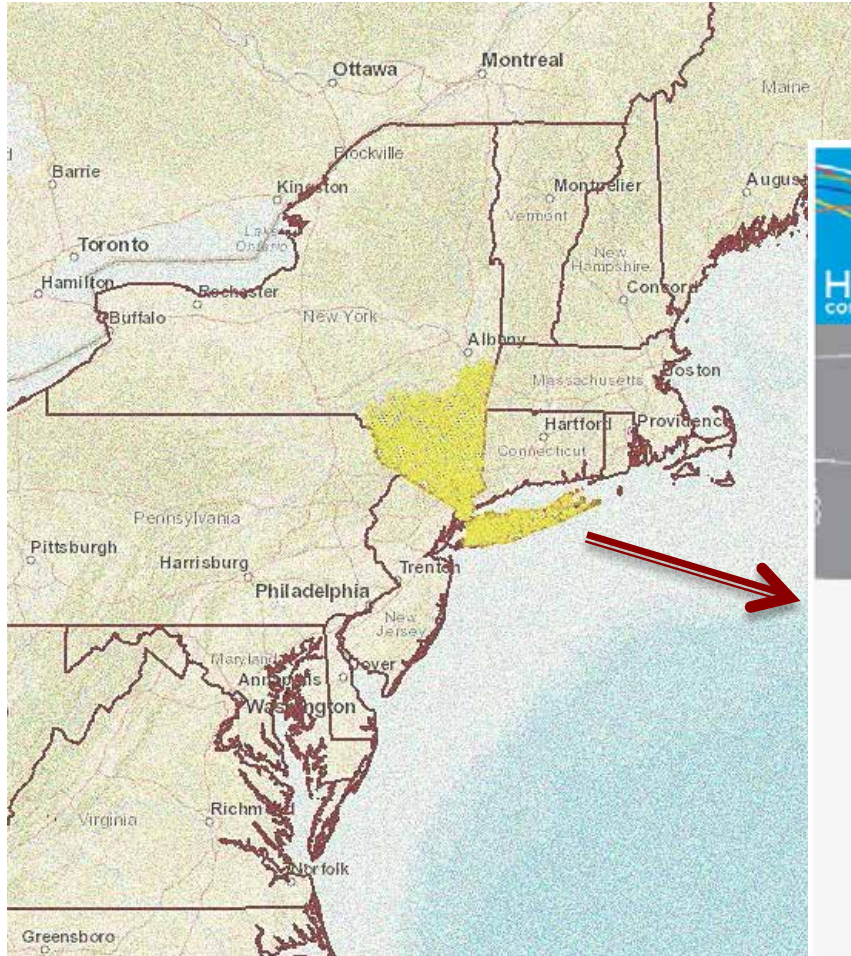 Ottawa
Montreal
Maine
Brockville
Barrie
Kingston
Montpelier
Vermont
Lake
Ontario
Toronto
New
Hampshire
Hamilton
Rochester
Concord
Buffalo
New York
Albany
Massachusetts
Boston
Hartford
Providence
Connecticut
Pennsylvania
Pittsburgh
Harrisburg
Trenton
Philadelphia
New
Jersey
Maryland
Annapolis
Washington
Richmond
Virginia
Norfolk
Greensboro